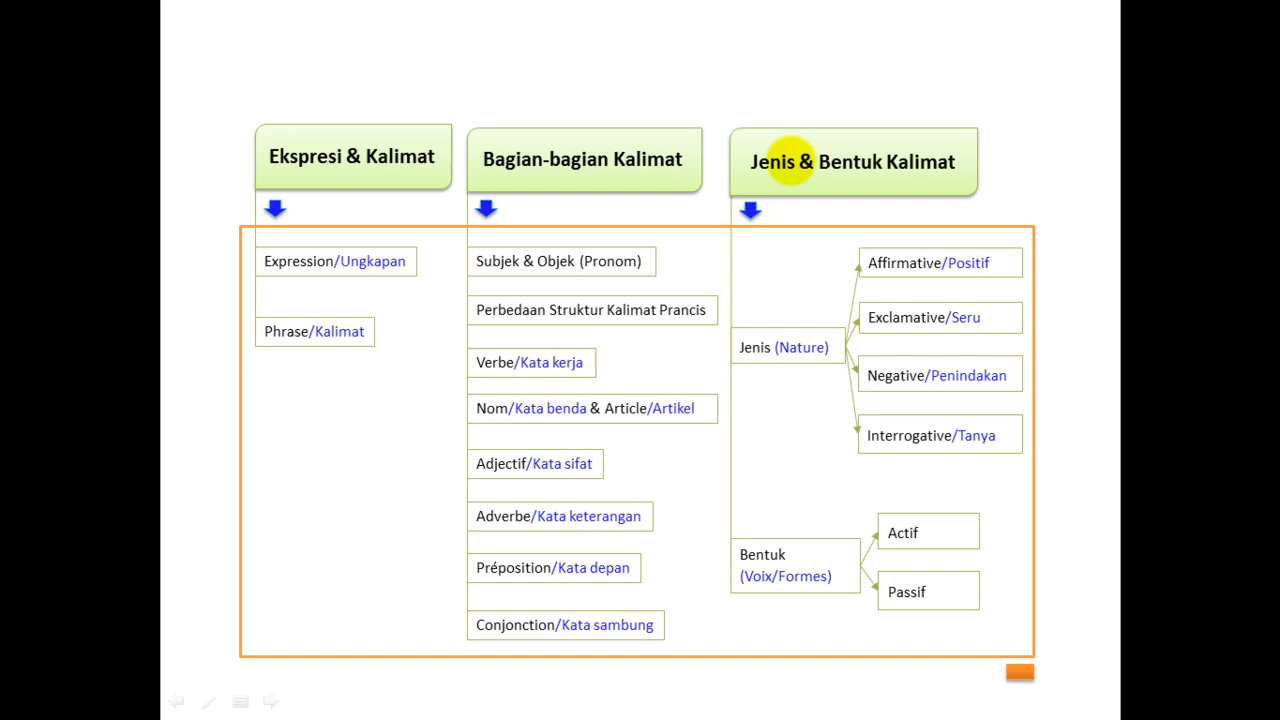 Ekspresi & Kalimat
Expression/Ungkapan
Phrase/Kalimat
Bagian-bagian Kalimat
Subjek & Objek (Pronom)
Perbedaan Struktur Kalimat Prancis
Verbe/Kata kerja
Nom/Kata benda & Article/Artikel
Adjectif/Kata sifat
Adverbe/Kata keterangan
Préposition/Kata depan
Conjonction/Kata sambung
Jenis & Bentuk Kalimat
Jenis (Nature)
Affirmative/Positif
Exclamative/Seru
Negative/Penindakan
Interrogative/Tanya
Bentuk
(Voix/Formes)
Actif
Passif